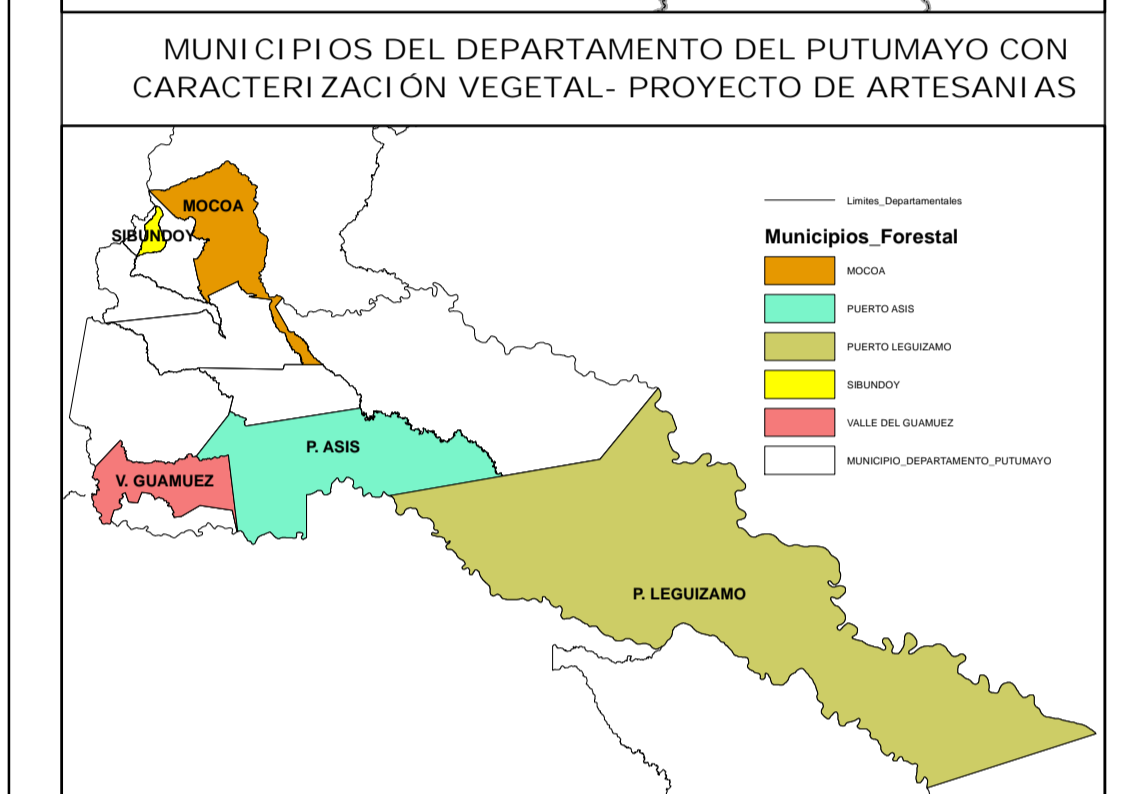 MUNICIPIOS DEL DEPARTAMENTO DEL PUTUMAYO CON
CARACTERIZACIÓN VEGETAL- PROYECTO DE ARTESANIAS
MOCOA
SIBUNDOY
P. ASIS
V. GUAMUEZ
P. LEGUIZAMO
Limites_Departamentales
Municipios_Forestal
MOCOA
PUERTO ASIS
PUERTO LEGUIZAMO
SIBUNDOY
VALLE DEL GUAMUEZ
MUNICIPIO_DEPARTAMENTO_PUTUMAYO